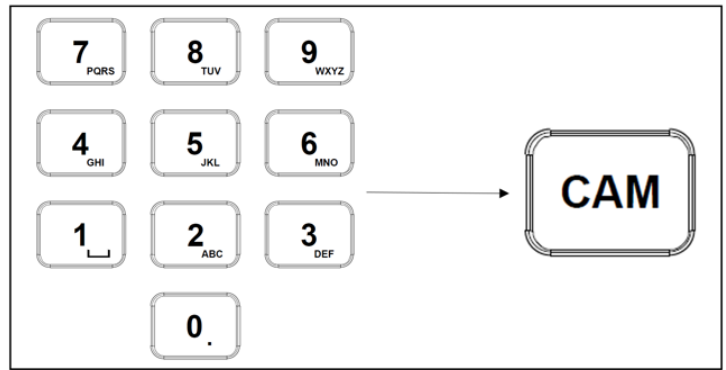 7 PQRS 8 TUV 9 WXYZ
4 GHI 5 JKL 6 MNO
CAM
1 2 ABC 3 DEF
0 .